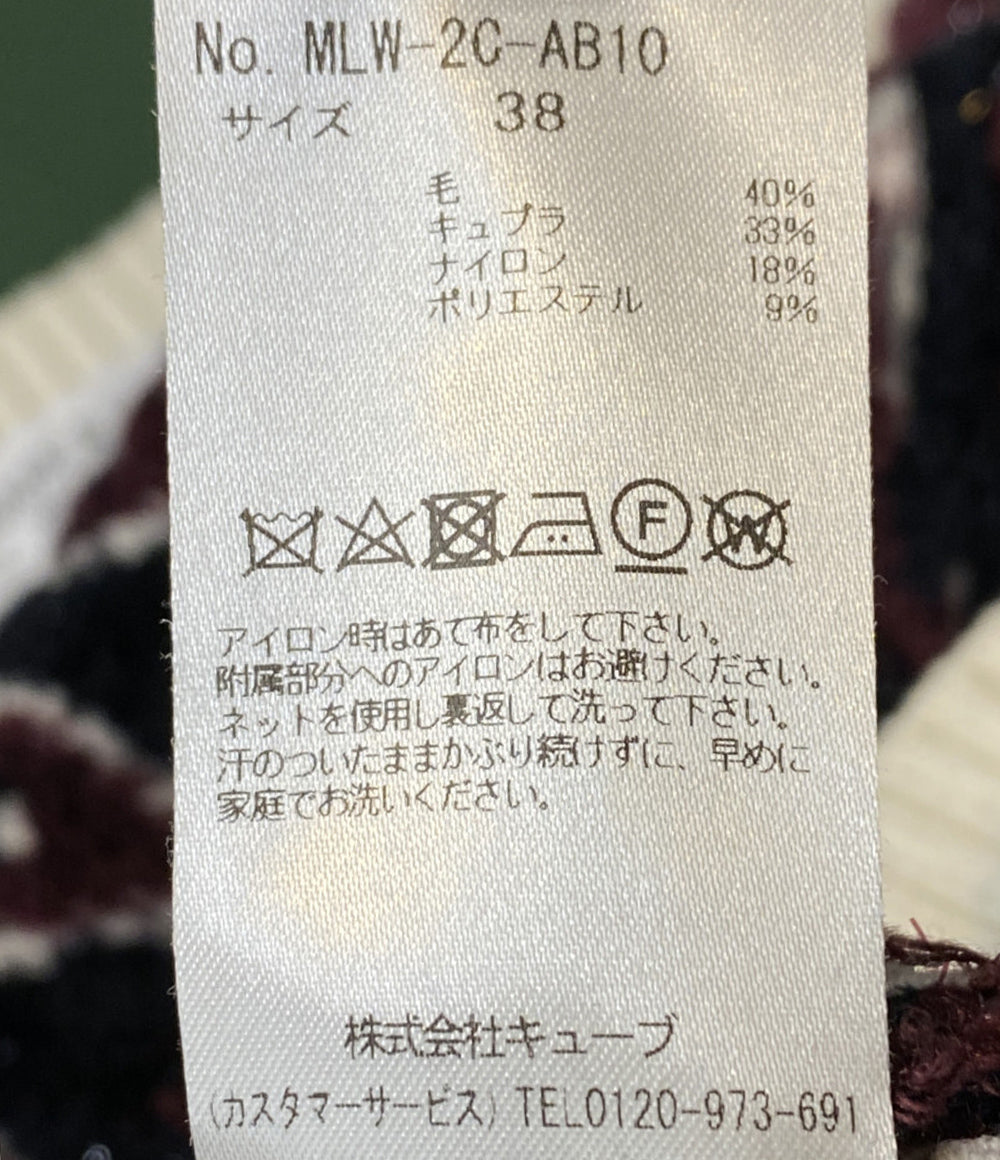 No. MLW-2C-AB10
サイズ 38
毛 40%
キュプラ 33%
ナイロン 18%
ポリエステル 9%
F W
アイロン時はあて布をして下さい。
附属部分へのアイロンはお避けください。
ネットを使用し裏返して洗って下さい。
汗のついたままかぶり続けずに、早めに
家庭でお洗いください。
株式会社キューブ
(カスタマーサービス) TEL0120-973-691